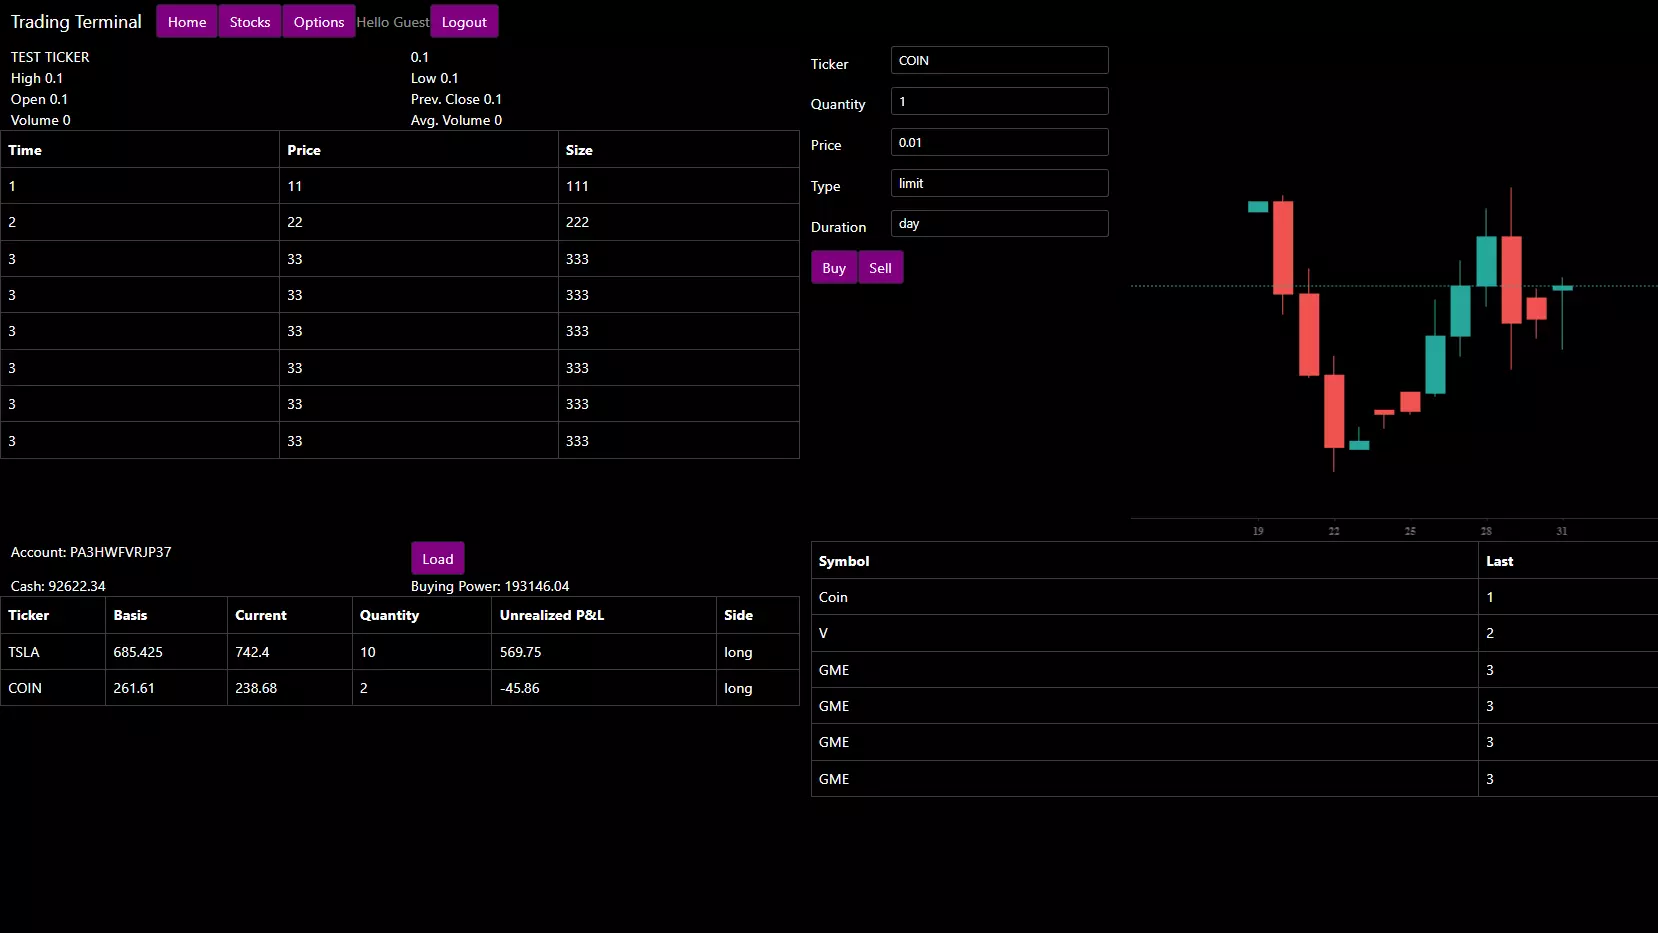 Trading Terminal Home Stocks Options Hello Guest Logout
TEST TICKER 0.1
High 0.1 Low 0.1
Open 0.1 Prev. Close 0.1
Volume 0 Avg. Volume 0
Time Price Size
1 11 111
2 22 222
3 33 333
3 33 333
3 33 333
3 33 333
3 33 333
3 33 333
Ticker COIN
Quantity 1
Price 0.01
Type limit
Duration day
Buy Sell
19 22 25 28 31
Account: PA3HWFVRJP37 Load
Cash: 92622.34 Buying Power: 193146.04
Ticker Basis Current Quantity Unrealized P&L Side
TSLA 685.425 742.4 10 569.75 long
COIN 261.61 238.68 2 -45.86 long
Symbol Last
Coin 1
V 2
GME 3
GME 3
GME 3
GME 3